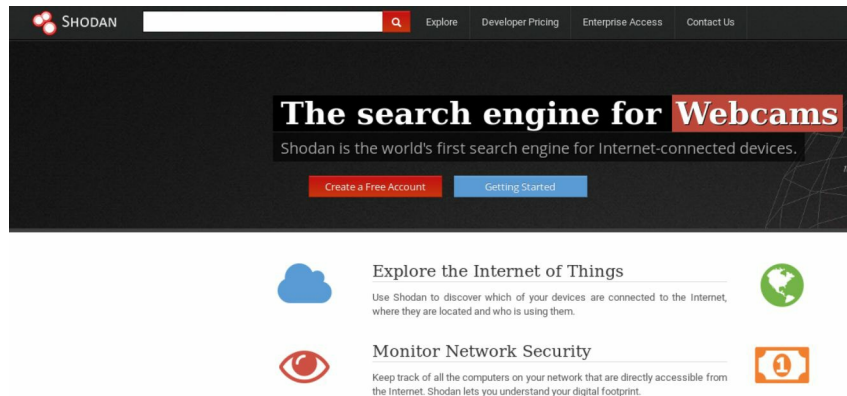 SHODAN
Explore Developer Pricing Enterprise Access Contact Us
The search engine for Webcams
Shodan is the world's first search engine for Internet-connected devices.
Create a Free Account Getting Started
Explore the Internet of Things
Use Shodan to discover which of your devices are connected to the Internet,
where they are located and who is using them.
Monitor Network Security
Keep track of all the computers on your network that are directly accessible from
the Internet. Shodan lets you understand your digital footprint.
1